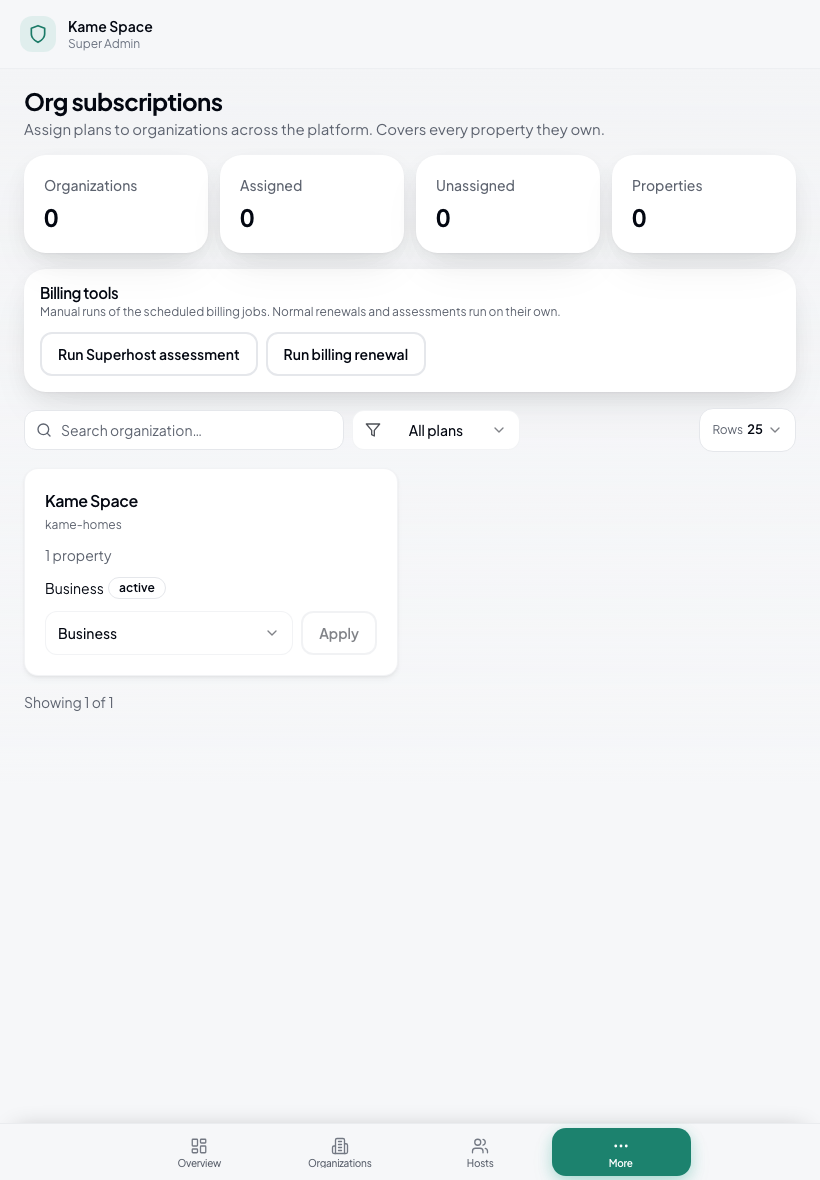 Kame Space
Super Admin
Org subscriptions
Assign plans to organizations across the platform. Covers every property they own.
Organizations
0
Assigned
0
Unassigned
0
Properties
0
Billing tools
Manual runs of the scheduled billing jobs. Normal renewals and assessments run on their own.
Run Superhost assessment
Run billing renewal
Search organization…
All plans
Rows 25
Kame Space
kame-homes
1 property
Business active
Business
Apply
Showing 1 of 1
Overview
Organizations
Hosts
More